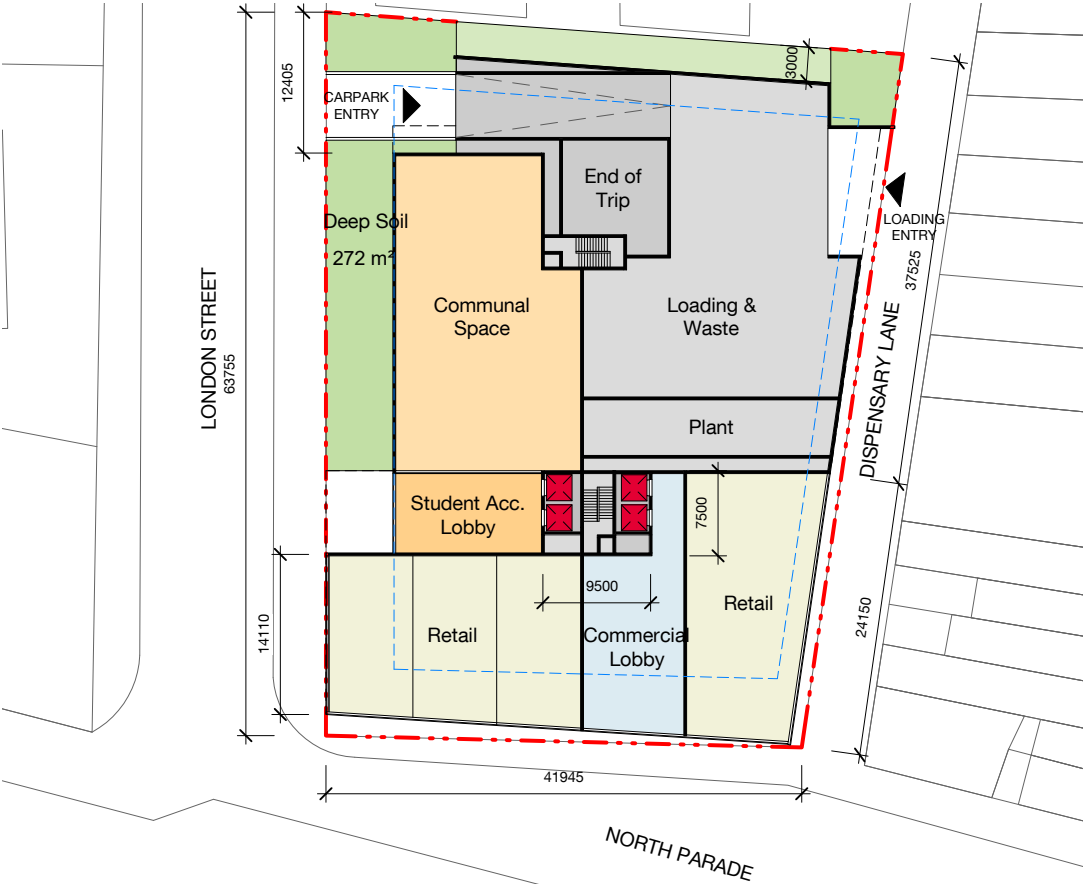 12405
3000
CARPARK
ENTRY
End of
Trip
Deep Soil
272 m²
LOADING
ENTRY
37525
LONDON STREET
63755
Communal
Space
Loading &
Waste
DISPENSARY LANE
Plant
Student Acc.
Lobby
7500
9500
Retail
24150
14110
Retail
Commercial
Lobby
41945
NORTH PARADE